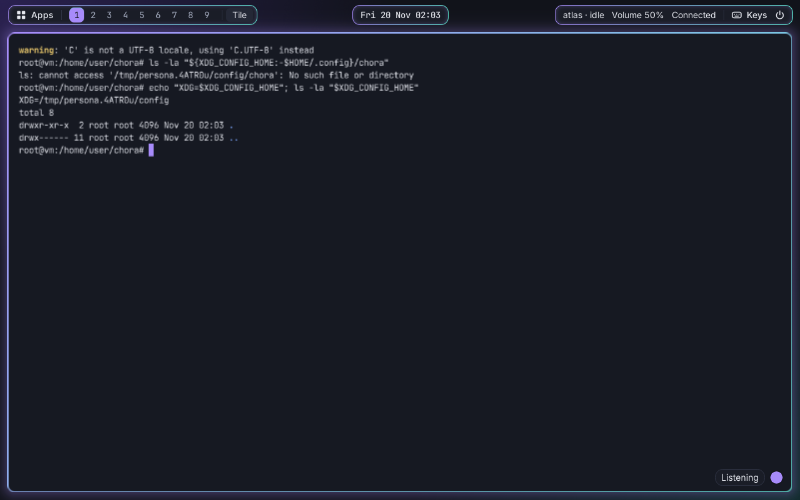 Apps 1 2 3 4 5 6 7 8 9 Tile
Fri 20 Nov 02:03
atlas · idle Volume 50% Connected Keys
warning: 'C' is not a UTF-8 locale, using 'C.UTF-8' instead
root@vm:/home/user/chora# ls -la "${XDG_CONFIG_HOME:-$HOME/.config}/chora"
ls: cannot access '/tmp/persona.4ATR0u/config/chora': No such file or directory
root@vm:/home/user/chora# echo "XDG=$XDG_CONFIG_HOME"; ls -la "$XDG_CONFIG_HOME"
XDG=/tmp/persona.4ATR0u/config
total 8
drwxr-xr-x  2 root root 4096 Nov 20 02:03 .
drwx------ 11 root root 4096 Nov 20 02:03 ..
root@vm:/home/user/chora#
Listening